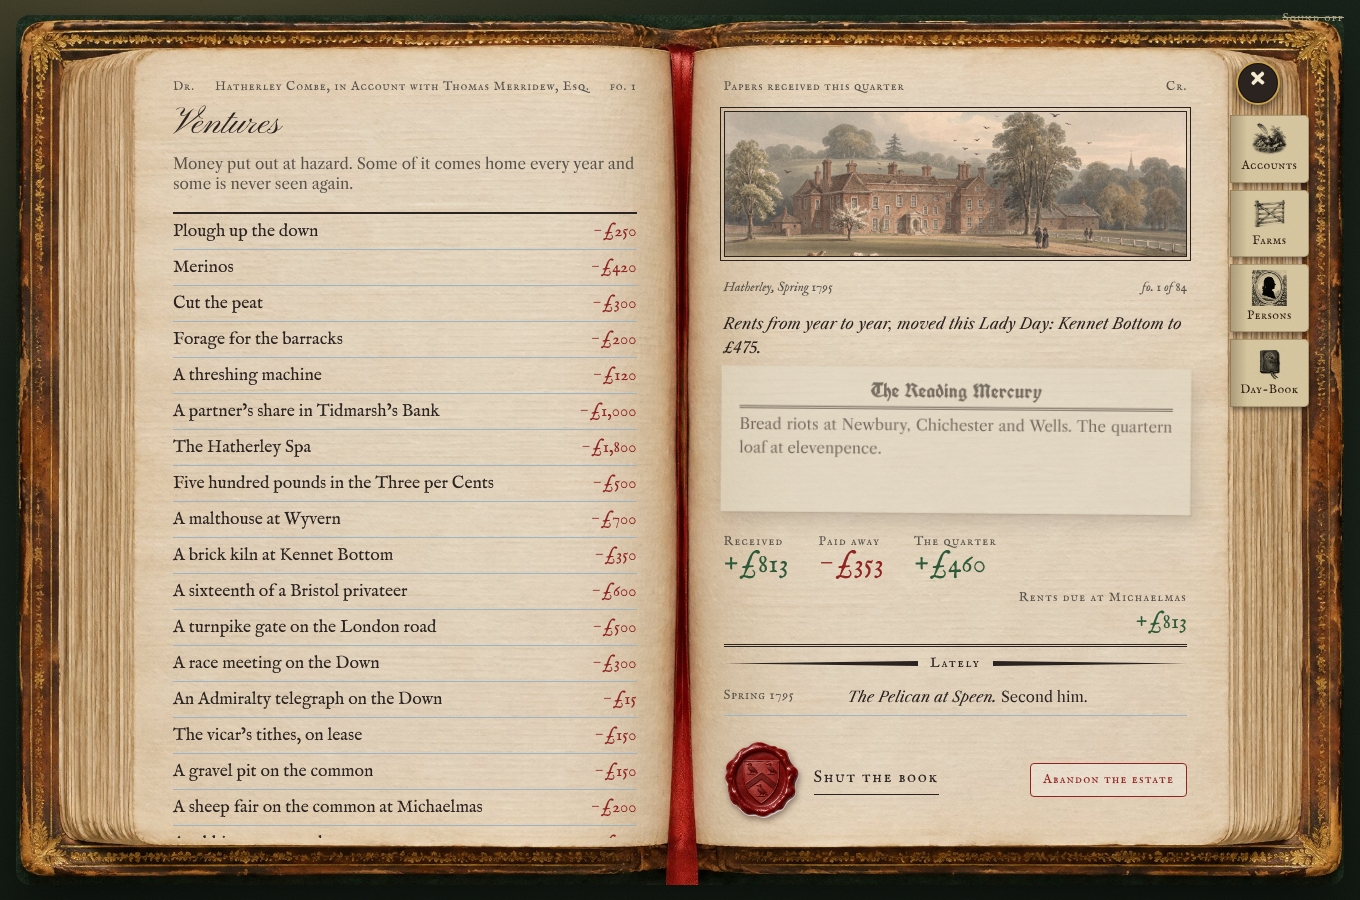 Sound off
Dr. Hatherley Combe, in Account with Thomas Merridew, Esq. fo. 1
Ventures
Money put out at hazard. Some of it comes home every year and
some is never seen again.
Plough up the down −£250
Merinos −£420
Cut the peat −£300
Forage for the barracks −£200
A threshing machine −£120
A partner's share in Tidmarsh's Bank −£1,000
The Hatherley Spa −£1,800
Five hundred pounds in the Three per Cents −£500
A malthouse at Wyvern −£700
A brick kiln at Kennet Bottom −£350
A sixteenth of a Bristol privateer −£600
A turnpike gate on the London road −£500
A race meeting on the Down −£300
An Admiralty telegraph on the Down −£15
The vicar's tithes, on lease −£150
A gravel pit on the common −£150
A sheep fair on the common at Michaelmas −£200
Papers received this quarter Cr.
Hatherley, Spring 1795 fo. 1 of 84
Rents from year to year, moved this Lady Day: Kennet Bottom to
£475.
The Reading Mercury
Bread riots at Newbury, Chichester and Wells. The quartern
loaf at elevenpence.
Received Paid away The quarter
+£813 −£353 +£460
Rents due at Michaelmas
+£813
Lately
Spring 1795 The Pelican at Speen. Second him.
Shut the book Abandon the estate
Accounts
Farms
Persons
Day-Book